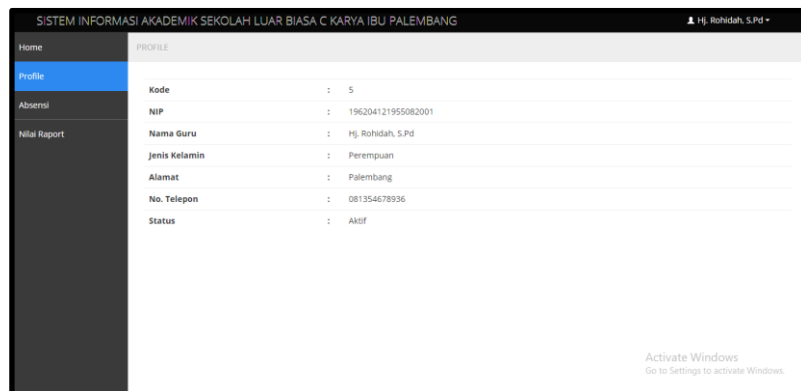 SISTEM INFORMASI AKADEMIK SEKOLAH LUAR BIASA C KARYA IBU PALEMBANG
Hj. Rohidah, S.Pd
Home
PROFILE
Profile
Absensi
Nilai Raport
Kode : 5
NIP : 196204121955082001
Nama Guru : Hj. Rohidah, S.Pd
Jenis Kelamin : Perempuan
Alamat : Palembang
No. Telepon : 081354678936
Status : Aktif
Activate Windows
Go to Settings to activate Windows.